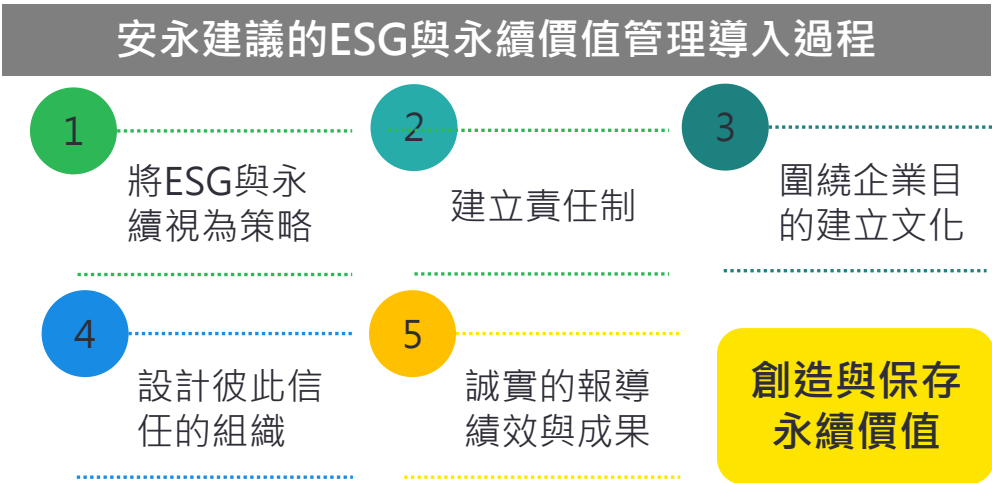 安永建議的ESG與永續價值管理導入過程
1
將ESG與永
續視為策略
2
建立責任制
3
圍繞企業目
的建立文化
4
設計彼此信
任的組織
5
誠實的報導
績效與成果
創造與保存
永續價值